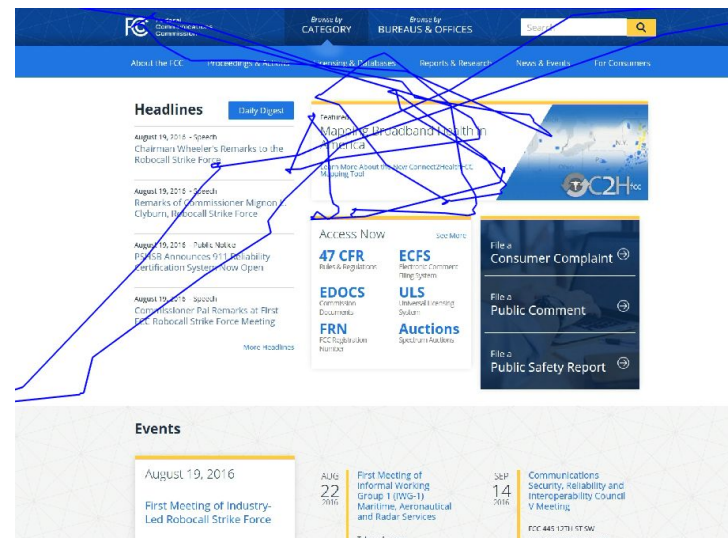 Federal
Communications
Commission
Browse by
CATEGORY
Browse by
BUREAUS & OFFICES
Search
About the FCC
Proceedings & Actions
Licensing & Databases
Reports & Research
News & Events
For Consumers
Headlines
Daily Digest
August 19, 2016 - Speech
Chairman Wheeler's Remarks to the
Robocall Strike Force
August 19, 2016 - Speech
Remarks of Commissioner Mignon L.
Clyburn, Robocall Strike Force
August 19, 2016 - Public Notice
PSHSB Announces 911 Reliability
Certification System Now Open
August 19, 2016 - Speech
Commissioner Pai Remarks at First
FCC Robocall Strike Force Meeting
More Headlines
Featured
Mapping Broadband Health in
America
Learn More About the New Connect2HealthFCC
Mapping Tool
C2Hfcc
Access Now
See More
47 CFR
Rules & Regulations
ECFS
Electronic Comment
Filing System
EDOCS
Commission
Documents
ULS
Universal Licensing
System
FRN
FCC Registration
Number
Auctions
Spectrum Auctions
File a
Consumer Complaint
File a
Public Comment
File a
Public Safety Report
Events
August 19, 2016
First Meeting of Industry-
Led Robocall Strike Force
AUG
22
2016
First Meeting of
Informal Working
Group 1 (IWG-1)
Maritime, Aeronautical
and Radar Services
SEP
14
2016
Communications
Security, Reliability and
Interoperability Council
V Meeting
FCC 445 12TH ST SW